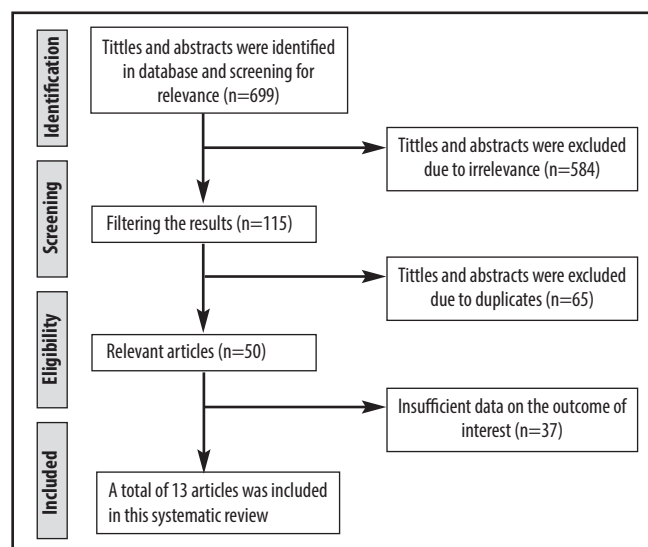 Identification
Tittles and abstracts were identified
in database and screening for
relevance (n=699)
Tittles and abstracts were excluded
due to irrelevance (n=584)
Screening
Filtering the results (n=115)
Tittles and abstracts were excluded
due to duplicates (n=65)
Eligibility
Relevant articles (n=50)
Insufficient data on the outcome of
interest (n=37)
Included
A total of 13 articles was included
in this systematic review